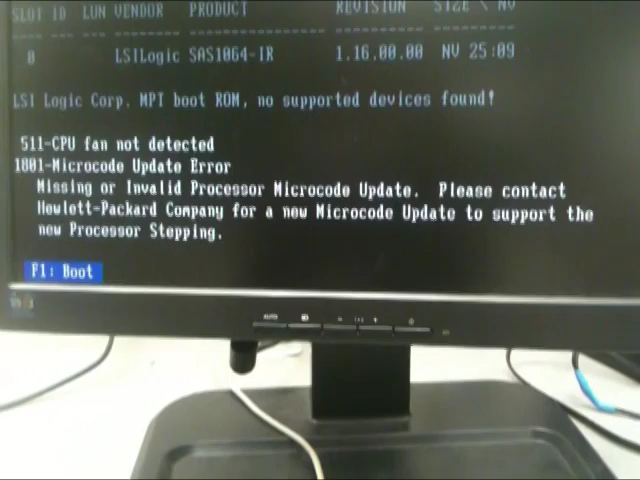 SLOT ID LUN VENDOR PRODUCT REVISION SIZE \ NV
0 LSILogic SAS1064-IR 1.16.00.00 NV 25:09
LSI Logic Corp. MPT boot ROM, no supported devices found!
511-CPU fan not detected
1801-Microcode Update Error
Missing or Invalid Processor Microcode Update. Please contact
Hewlett-Packard Company for a new Microcode Update to support the
new Processor Stepping.
F1: Boot
AUTO